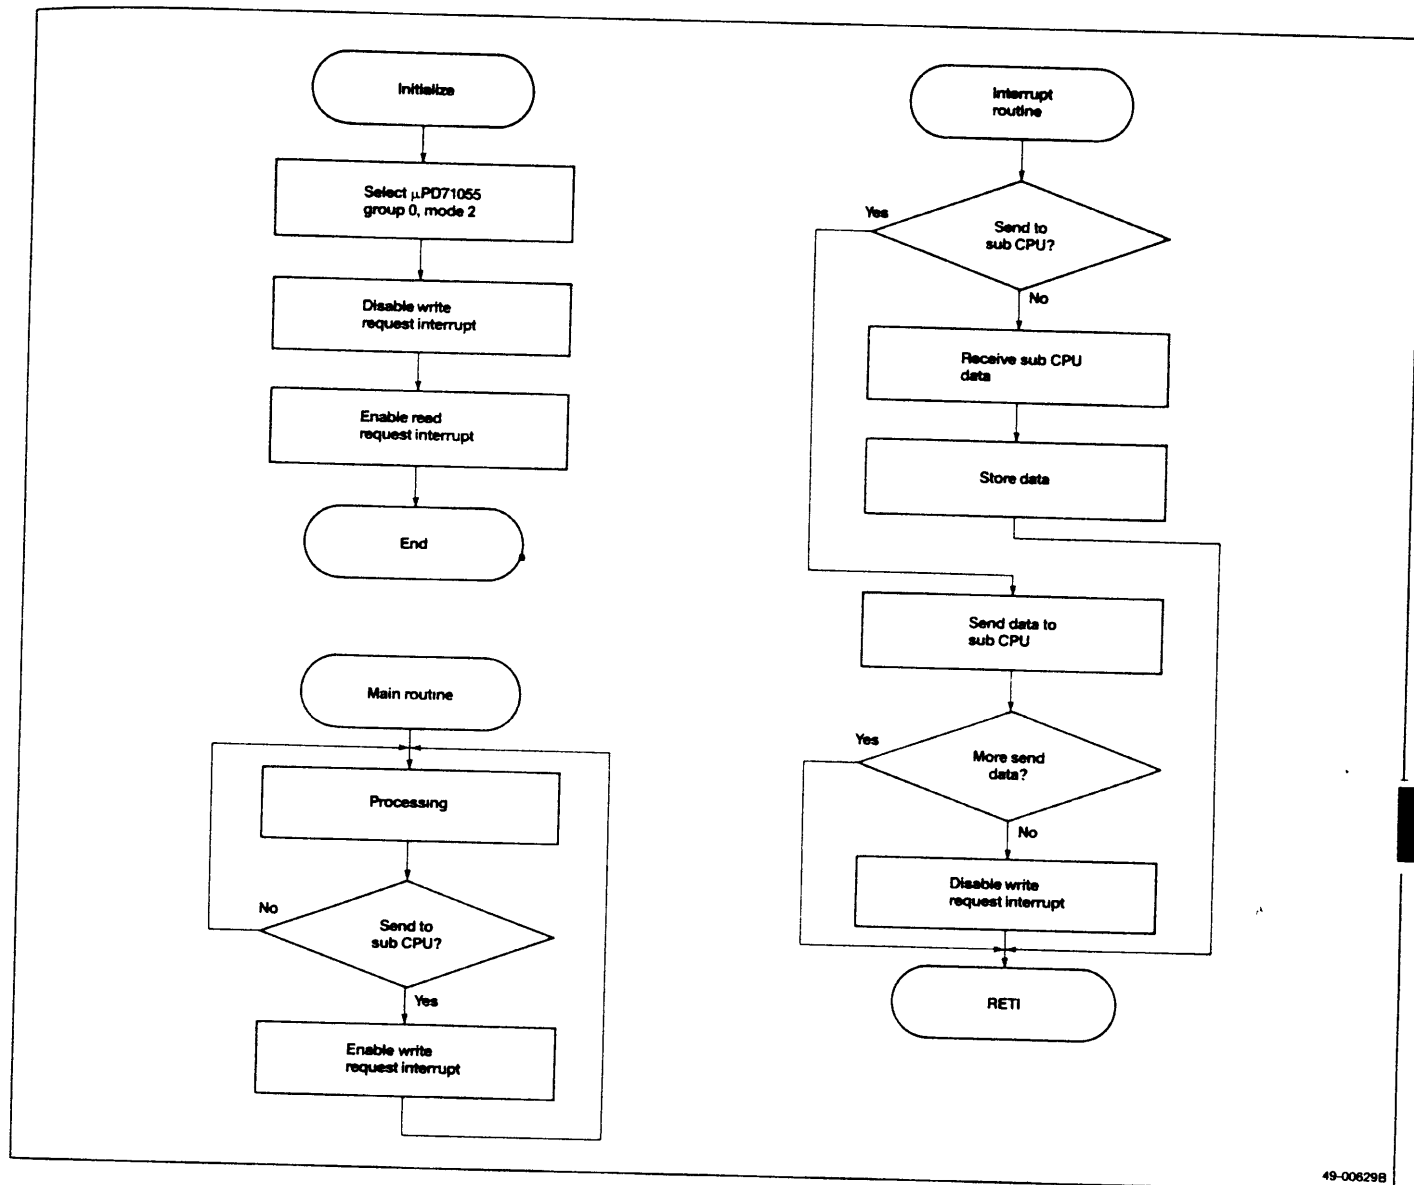 Initialize
Select μPD71055
group 0, mode 2
Disable write
request interrupt
Enable read
request interrupt
End
Main routine
Processing
No
Send to
sub CPU?
Yes
Enable write
request interrupt
Interrupt
routine
Yes
Send to
sub CPU?
No
Receive sub CPU
data
Store data
Send data to
sub CPU
Yes
More send
data?
No
Disable write
request interrupt
RETI
49-00629B